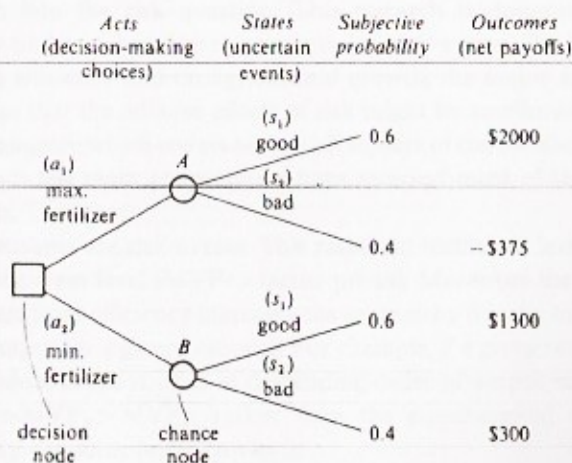 Acts States Subjective Outcomes
(decision-making (uncertain probability (net payoffs)
choices) events)
(s₁)
good 0.6 $2000
(a₁) A
max. (s₂)
fertilizer bad
0.4 –$375
(s₁)
good 0.6 $1300
(a₂) B
min. (s₂)
fertilizer bad
0.4 $300
decision chance
node node